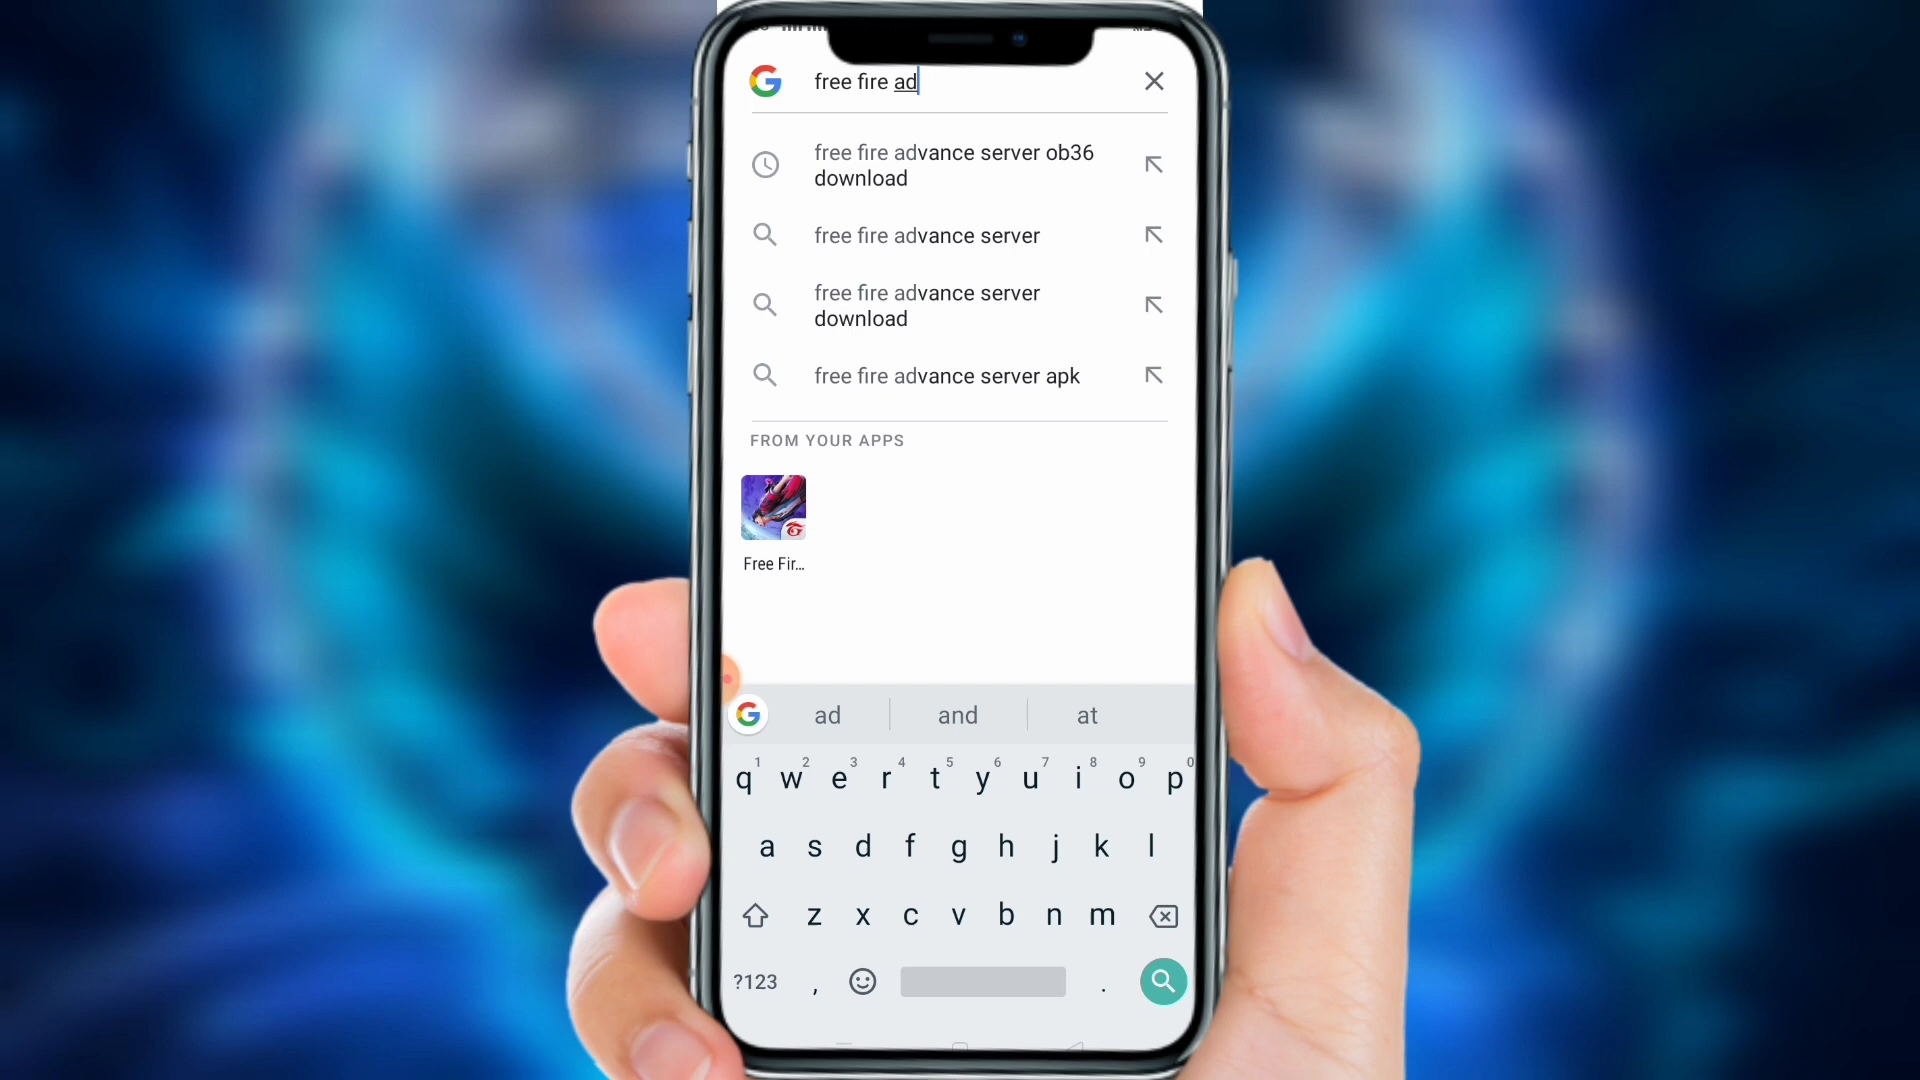 free fire ad
free fire advance server ob36
download
free fire advance server
free fire advance server
download
free fire advance server apk
FROM YOUR APPS
Free Fir...
ad and at
1 2 3 4 5 6 7 8 9 0
q w e r t y u i o p
a s d f g h j k l
z x c v b n m
?123 , .